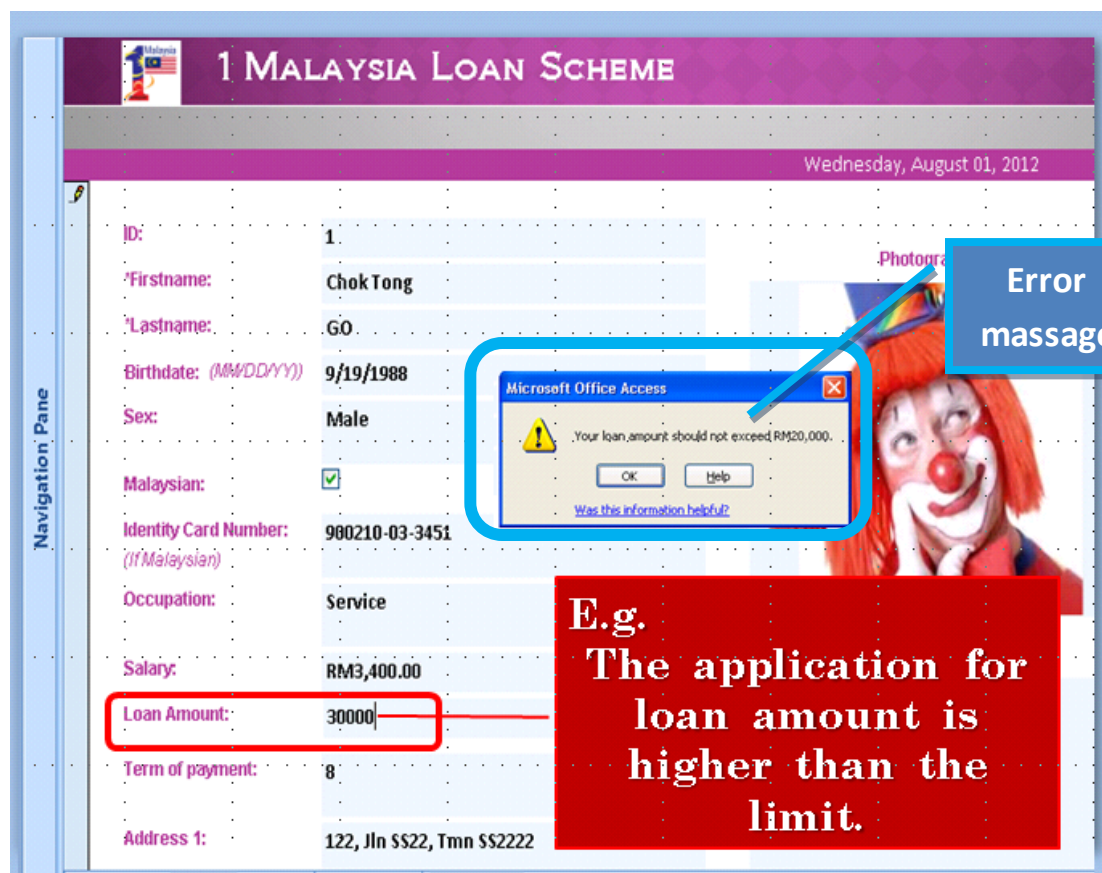 Malaysia
1 MALAYSIA LOAN SCHEME
Wednesday, August 01, 2012
Navigation Pane
ID: 1
*Firstname: Chok Tong
*Lastname: GO
Birthdate: (MM/DD/YY) 9/19/1988
Sex: Male
Malaysian:
Identity Card Number: 900210-03-3451
(If Malaysian)
Occupation: Service
Salary: RM3,400.00
Loan Amount: 30000
Term of payment: 8
Address 1: 122, Jln SS22, Tmn SS2222
Error
massage
Microsoft Office Access
Your loan amount should not exceed RM20,000.
OK Help
Was this information helpful?
E.g.
The application for
loan amount is
higher than the
limit.